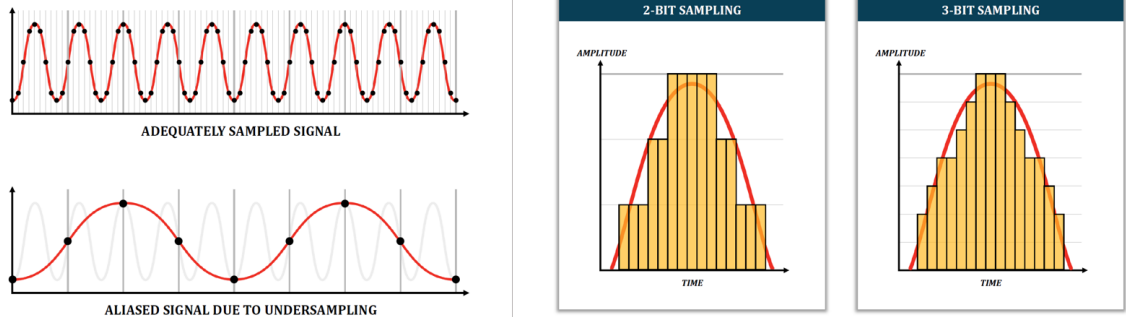 ADEQUATELY SAMPLED SIGNAL
ALIASED SIGNAL DUE TO UNDERSAMPLING
2-BIT SAMPLING
AMPLITUDE
TIME
3-BIT SAMPLING
AMPLITUDE
TIME